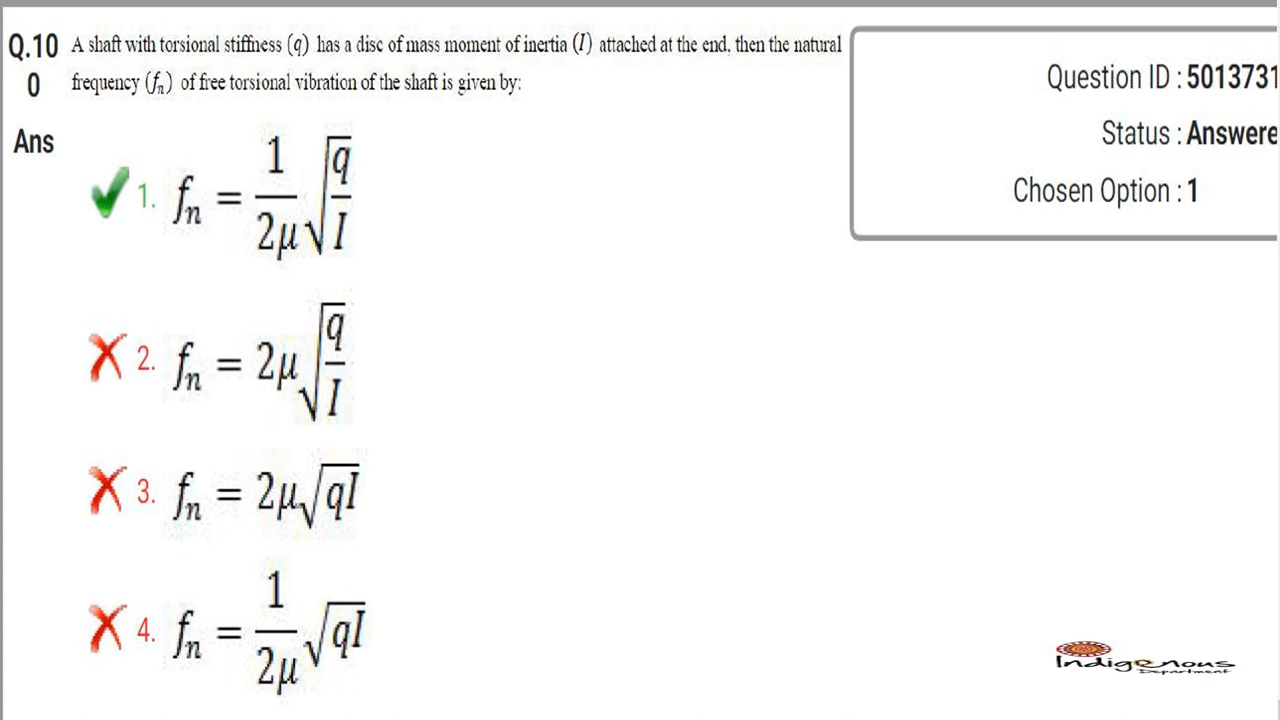 Q.10 A shaft with torsional stiffness (q) has a disc of mass moment of inertia (I) attached at the end, then the natural
0 frequency (fₙ) of free torsional vibration of the shaft is given by:
Ans
1. fₙ = 1/2μ √(q/I)
2. fₙ = 2μ √(q/I)
3. fₙ = 2μ√qI
4. fₙ = 1/2μ √qI
Question ID : 5013731
Status : Answere
Chosen Option : 1
Indigenous
Department